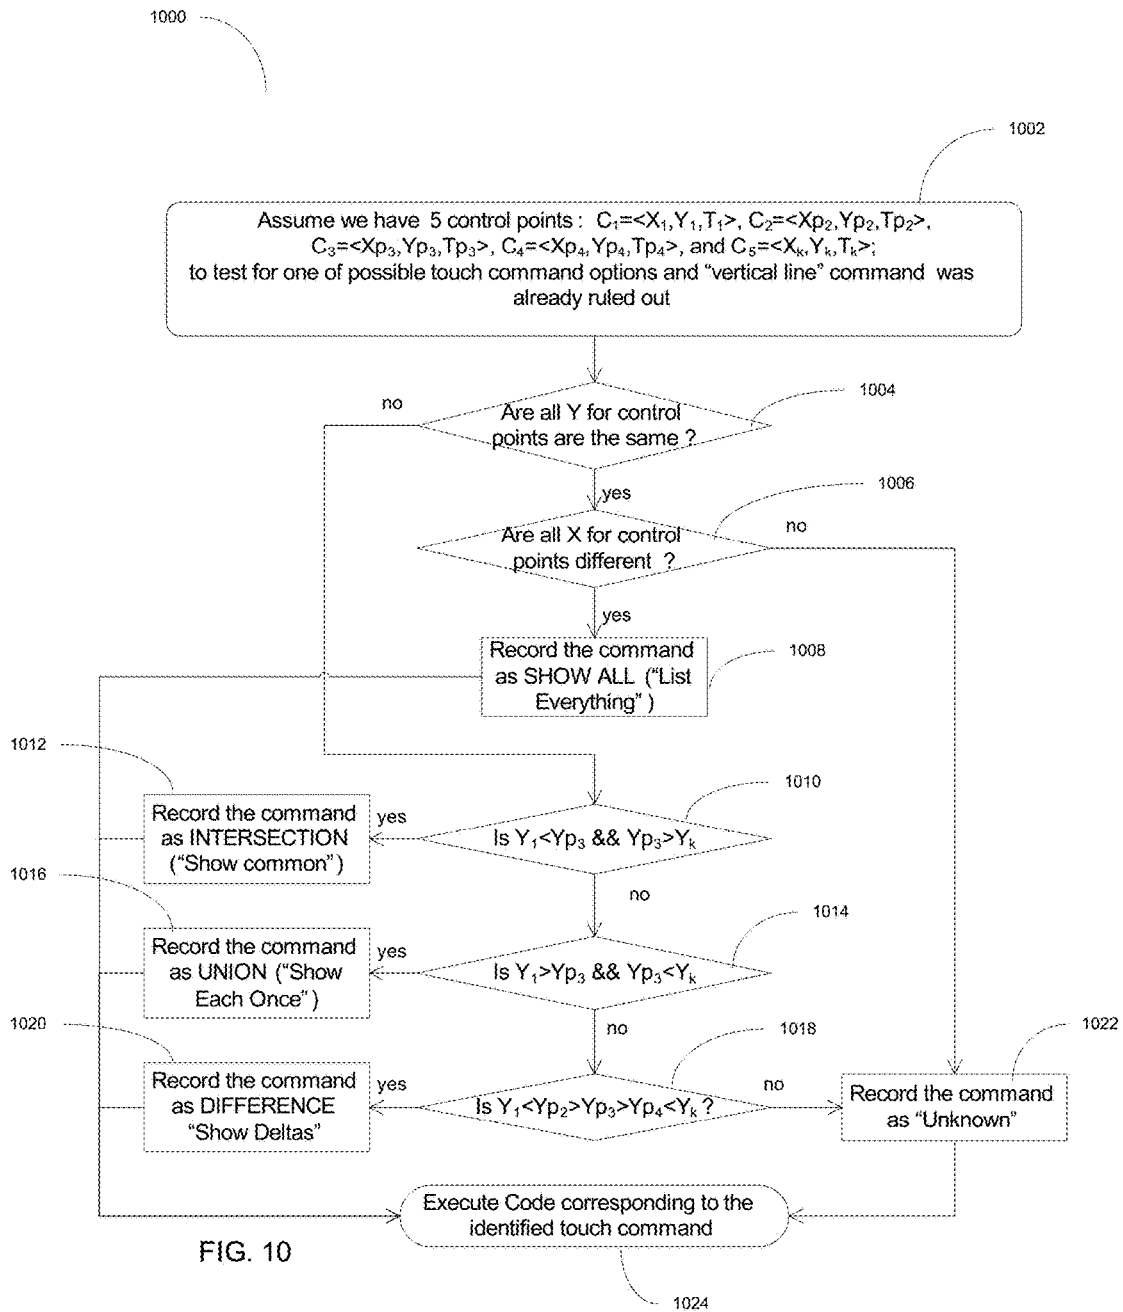 1000
1002
Assume we have 5 control points : C₁=<X₁,Y₁,T₁>, C₂=<Xp₂,Yp₂,Tp₂>,
C₃=<Xp₃,Yp₃,Tp₃>, C₄=<Xp₄,Yp₄,Tp₄>, and C₅=<Xₖ,Yₖ,Tₖ>;
to test for one of possible touch command options and “vertical line” command was
already ruled out
no
1004
Are all Y for control
points are the same ?
yes
1006
Are all X for control
points different ?
no
yes
Record the command
as SHOW ALL (“List
Everything” )
1008
1012
1010
Record the command
as INTERSECTION
(“Show common” )
yes
Is Y₁<Yp₃ && Yp₃>Yₖ
1016
no
1014
Record the command
as UNION (“Show
Each Once” )
yes
Is Y₁>Yp₃ && Yp₃<Yₖ
1020
no
1018
1022
Record the command
as DIFFERENCE
“Show Deltas”
yes
Is Y₁<Yp₂>Yp₃>Yp₄<Yₖ ?
no
Record the command
as “Unknown”
Execute Code corresponding to the
identified touch command
FIG. 10
1024